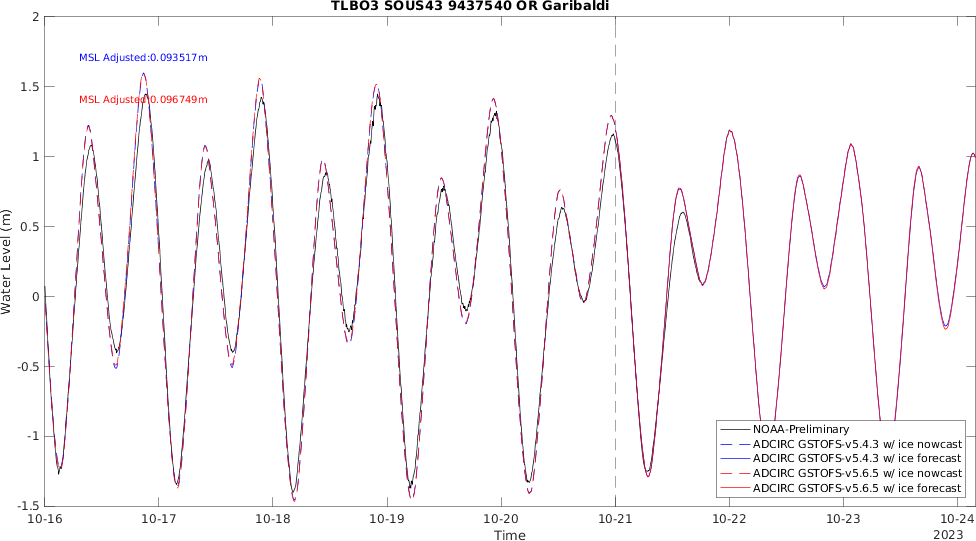 TLBO3 SOUS43 9437540 OR Garibaldi
2
MSL Adjusted:0.093517m
1.5
MSL Adjusted:0.096749m
1
0.5
Water Level (m)
0
-0.5
-1
NOAA-Preliminary
ADCIRC GSTOFS-v5.4.3 w/ ice nowcast
ADCIRC GSTOFS-v5.4.3 w/ ice forecast
ADCIRC GSTOFS-v5.6.5 w/ ice nowcast
ADCIRC GSTOFS-v5.6.5 w/ ice forecast
-1.5
10-16 10-17 10-18 10-19 10-20 10-21 10-22 10-23 10-24
Time 2023